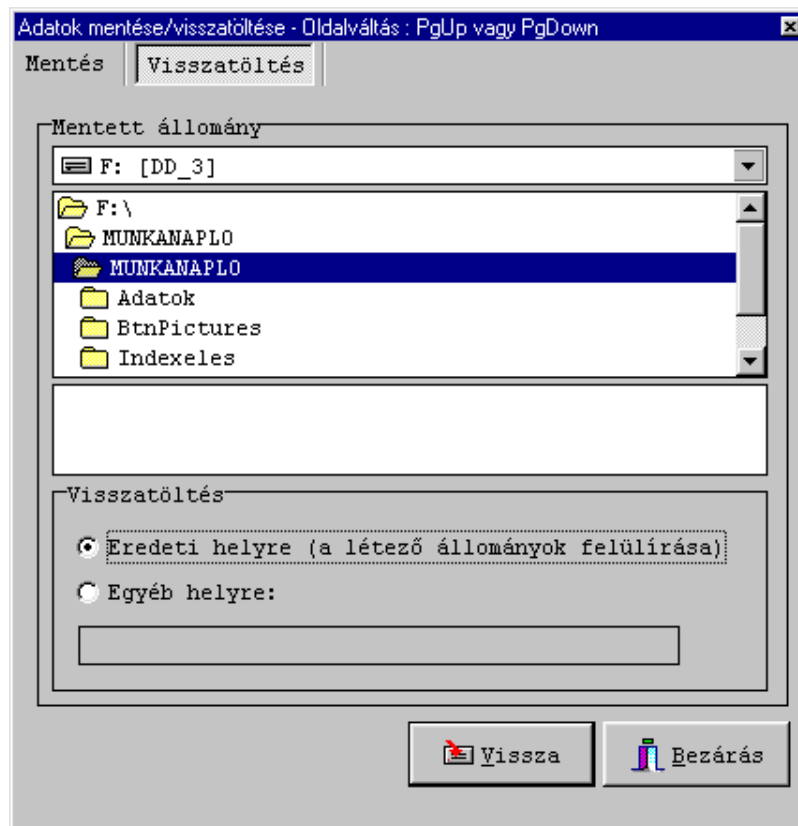 Adatok mentése/visszatöltése - Oldalváltás : PgUp vagy PgDown
Mentés Visszatöltés
Mentett állomány
F: [DD_3]
F:\
MUNKANAPLO
MUNKANAPLO
Adatok
BtnPictures
Indexeles
Visszatöltés
Eredeti helyre (a létező állományok felülírása)
Egyéb helyre:
Vissza Bezárás